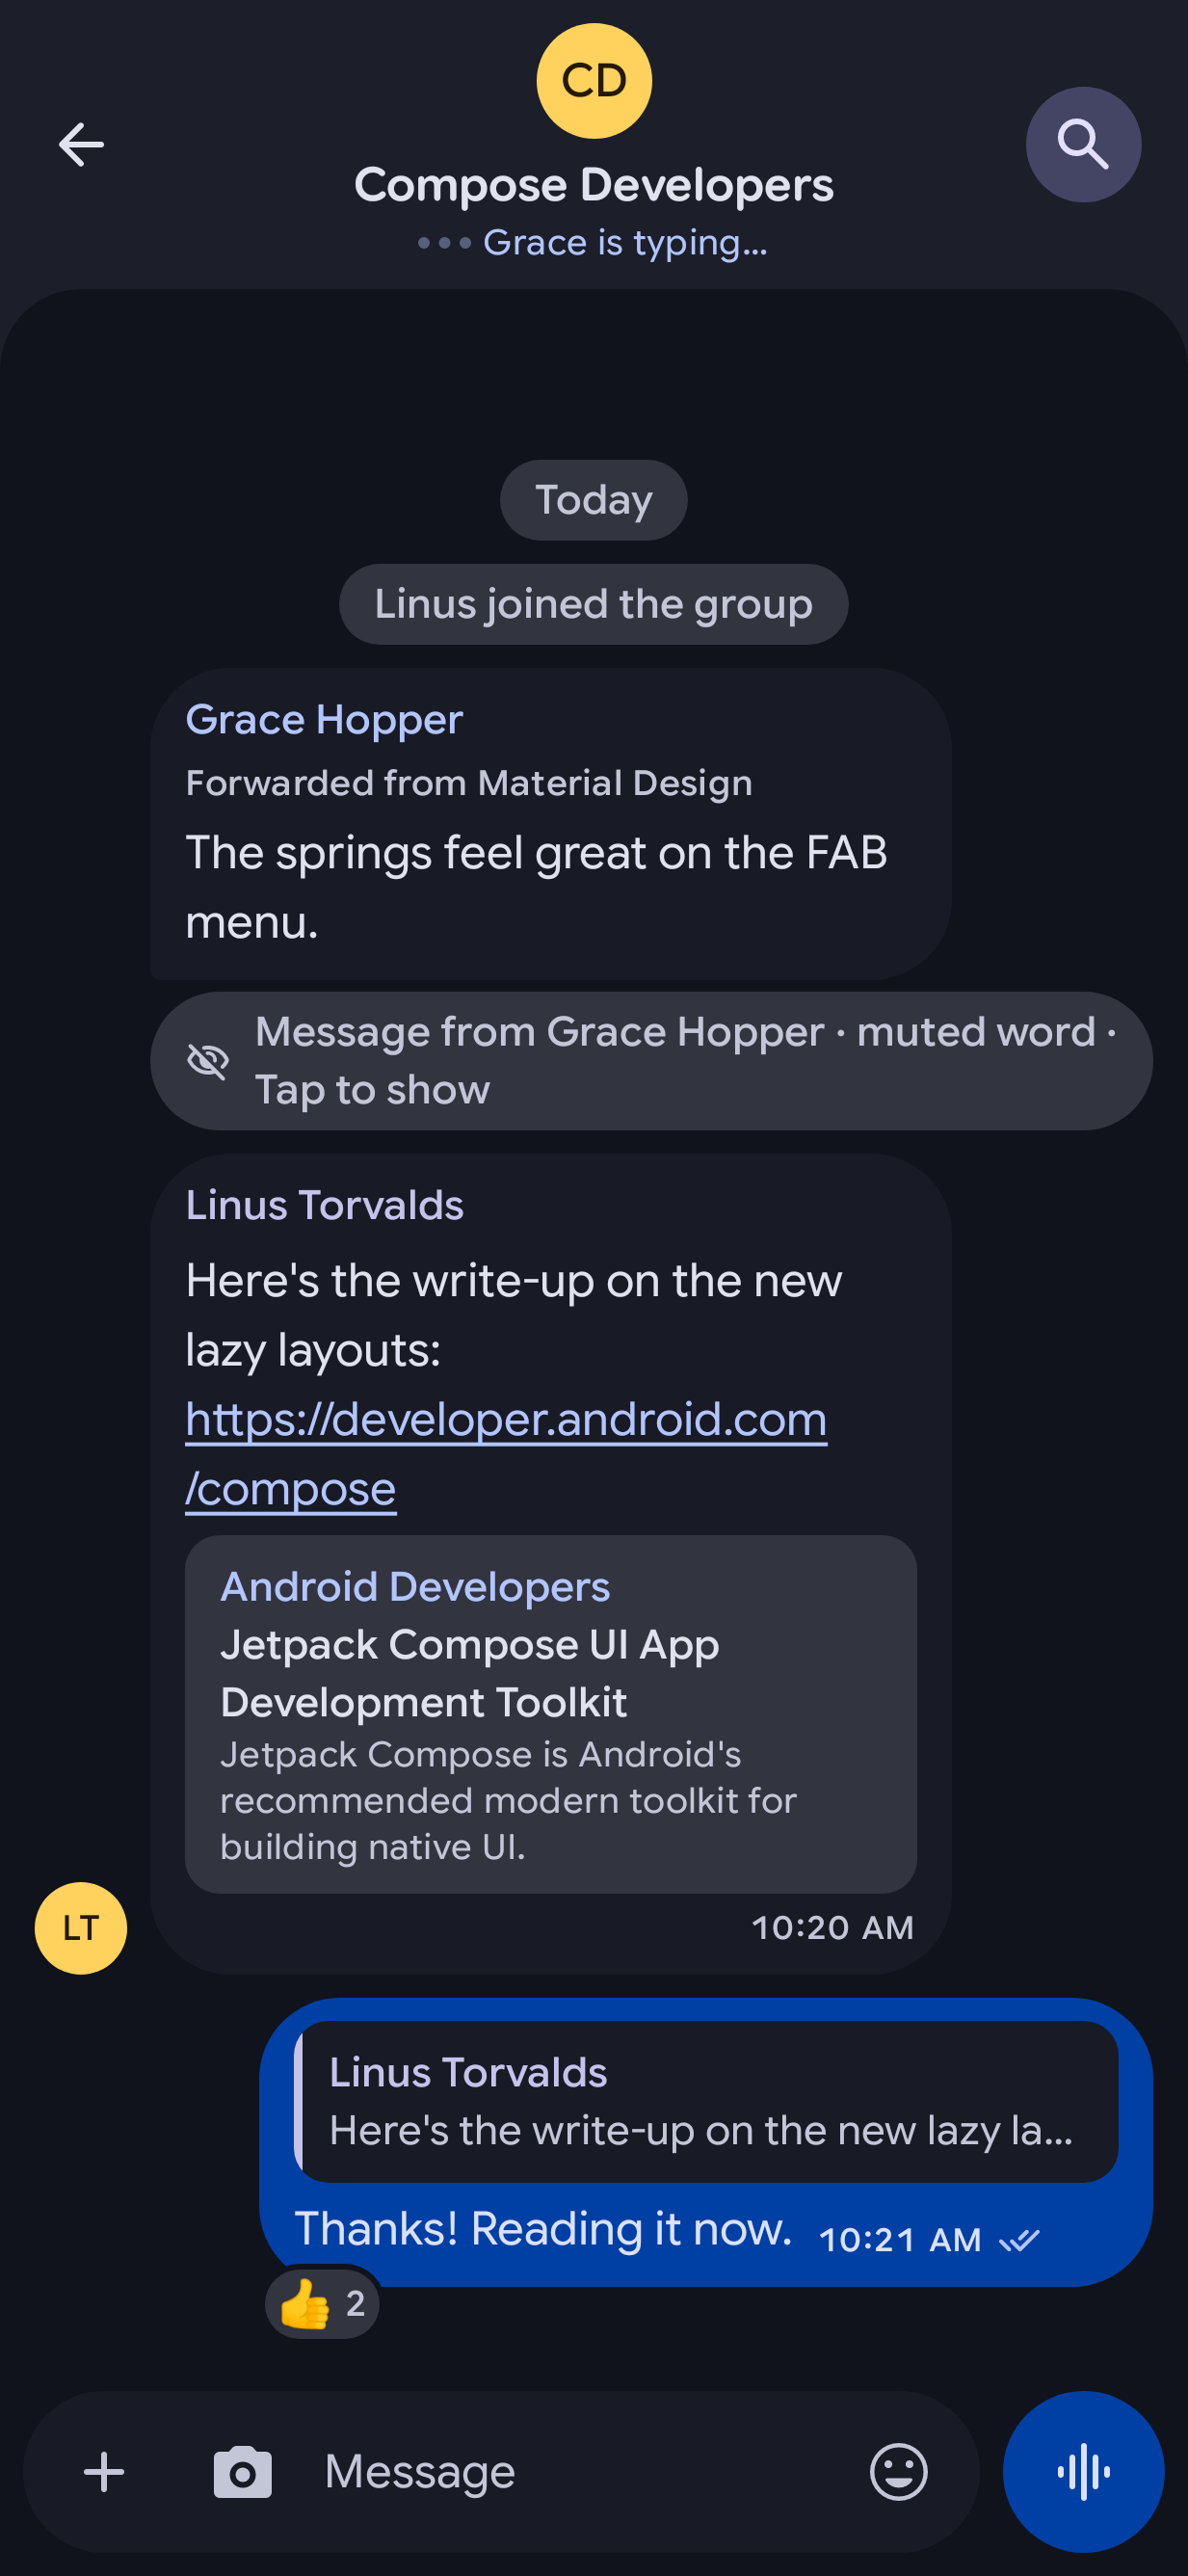 CD
Compose Developers
Grace is typing...
Today
Linus joined the group
Grace Hopper
Forwarded from Material Design
The springs feel great on the FAB
menu.
Message from Grace Hopper · muted word ·
Tap to show
Linus Torvalds
Here's the write-up on the new
lazy layouts:
https://developer.android.com
/compose
Android Developers
Jetpack Compose UI App
Development Toolkit
Jetpack Compose is Android's
recommended modern toolkit for
building native UI.
LT
10:20 AM
Linus Torvalds
Here's the write-up on the new lazy la...
Thanks! Reading it now. 10:21 AM
👍 2
Message